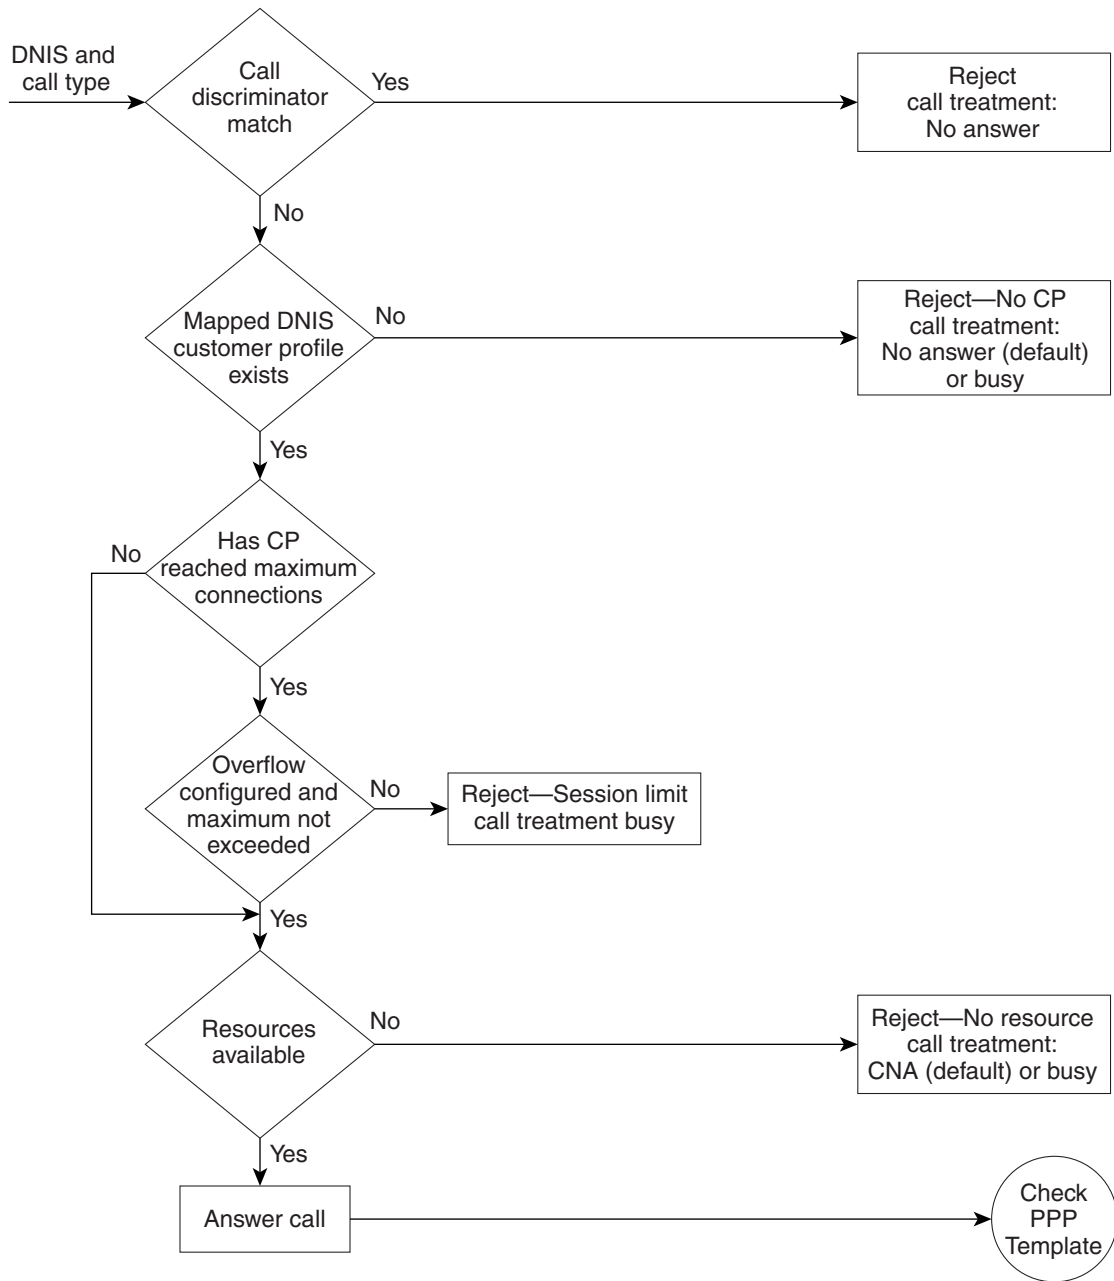 DNIS and
call type
Call
discriminator
match
Yes
Reject
call treatment:
No answer
No
Mapped DNIS
customer profile
exists
No
Reject—No CP
call treatment:
No answer (default)
or busy
Yes
Has CP
reached maximum
connections
No
Yes
Overflow
configured and
maximum not
exceeded
No
Reject—Session limit
call treatment busy
Yes
Resources
available
No
Reject—No resource
call treatment:
CNA (default) or busy
Yes
Answer call
Check
PPP
Template